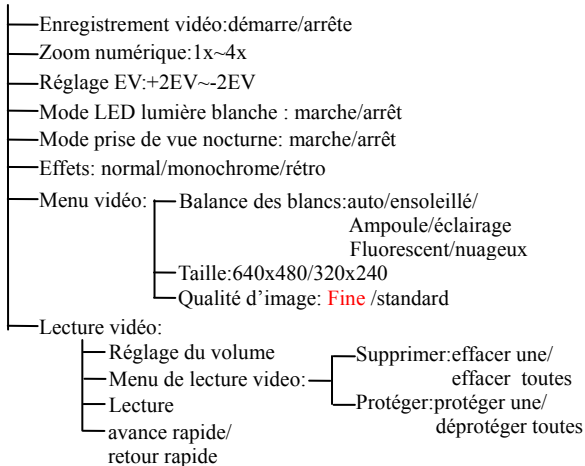 Enregistrement vidéo:démarre/arrête
Zoom numérique:1x~4x
Réglage EV:+2EV~-2EV
Mode LED lumière blanche : marche/arrêt
Mode prise de vue nocturne: marche/arrêt
Effets: normal/monochrome/rétro
Menu vidéo: Balance des blancs:auto/ensoleillé/
Ampoule/éclairage
Fluorescent/nuageux
Taille:640x480/320x240
Qualité d’image: Fine /standard
Lecture vidéo:
Réglage du volume
Menu de lecture video:
Supprimer:effacer une/
effacer toutes
Protéger:protéger une/
déprotéger toutes
Lecture
avance rapide/
retour rapide